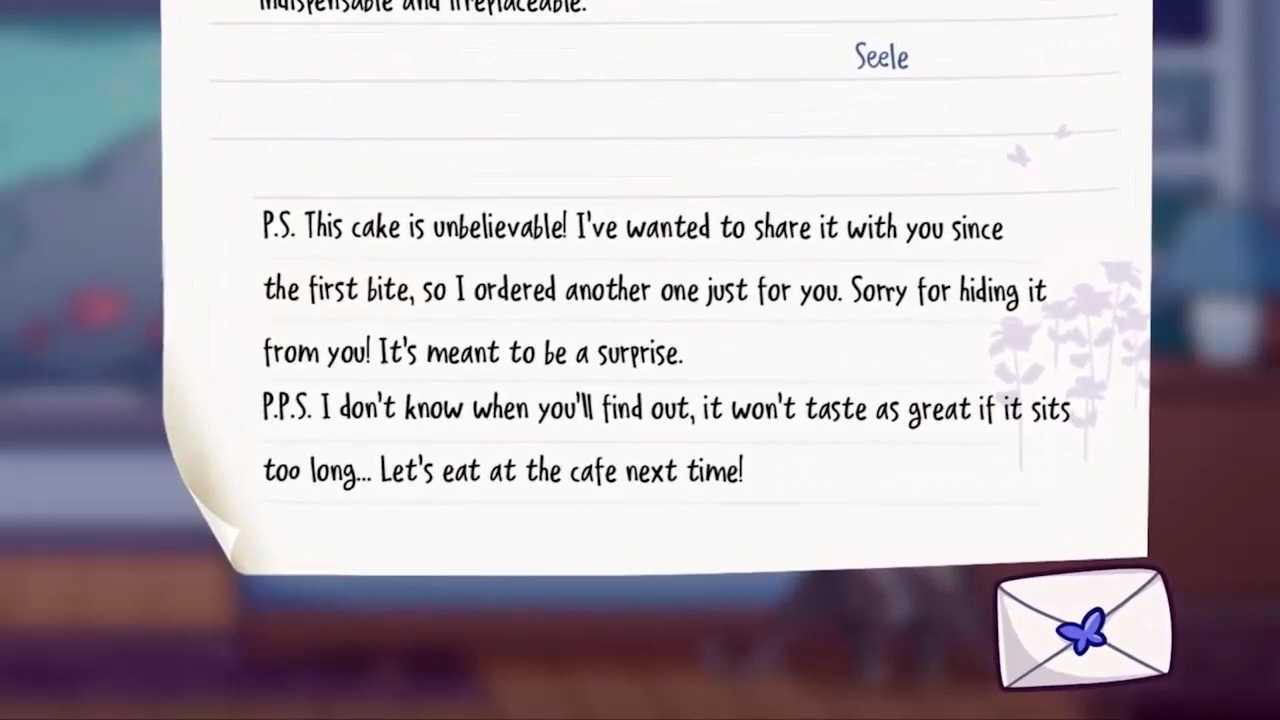 indispensable and irreplaceable.
Seele
P.S. This cake is unbelievable! I've wanted to share it with you since
the first bite, so I ordered another one just for you. Sorry for hiding it
from you! It's meant to be a surprise.
P.P.S. I don't know when you'll find out, it won't taste as great if it sits
too long... Let's eat at the cafe next time!